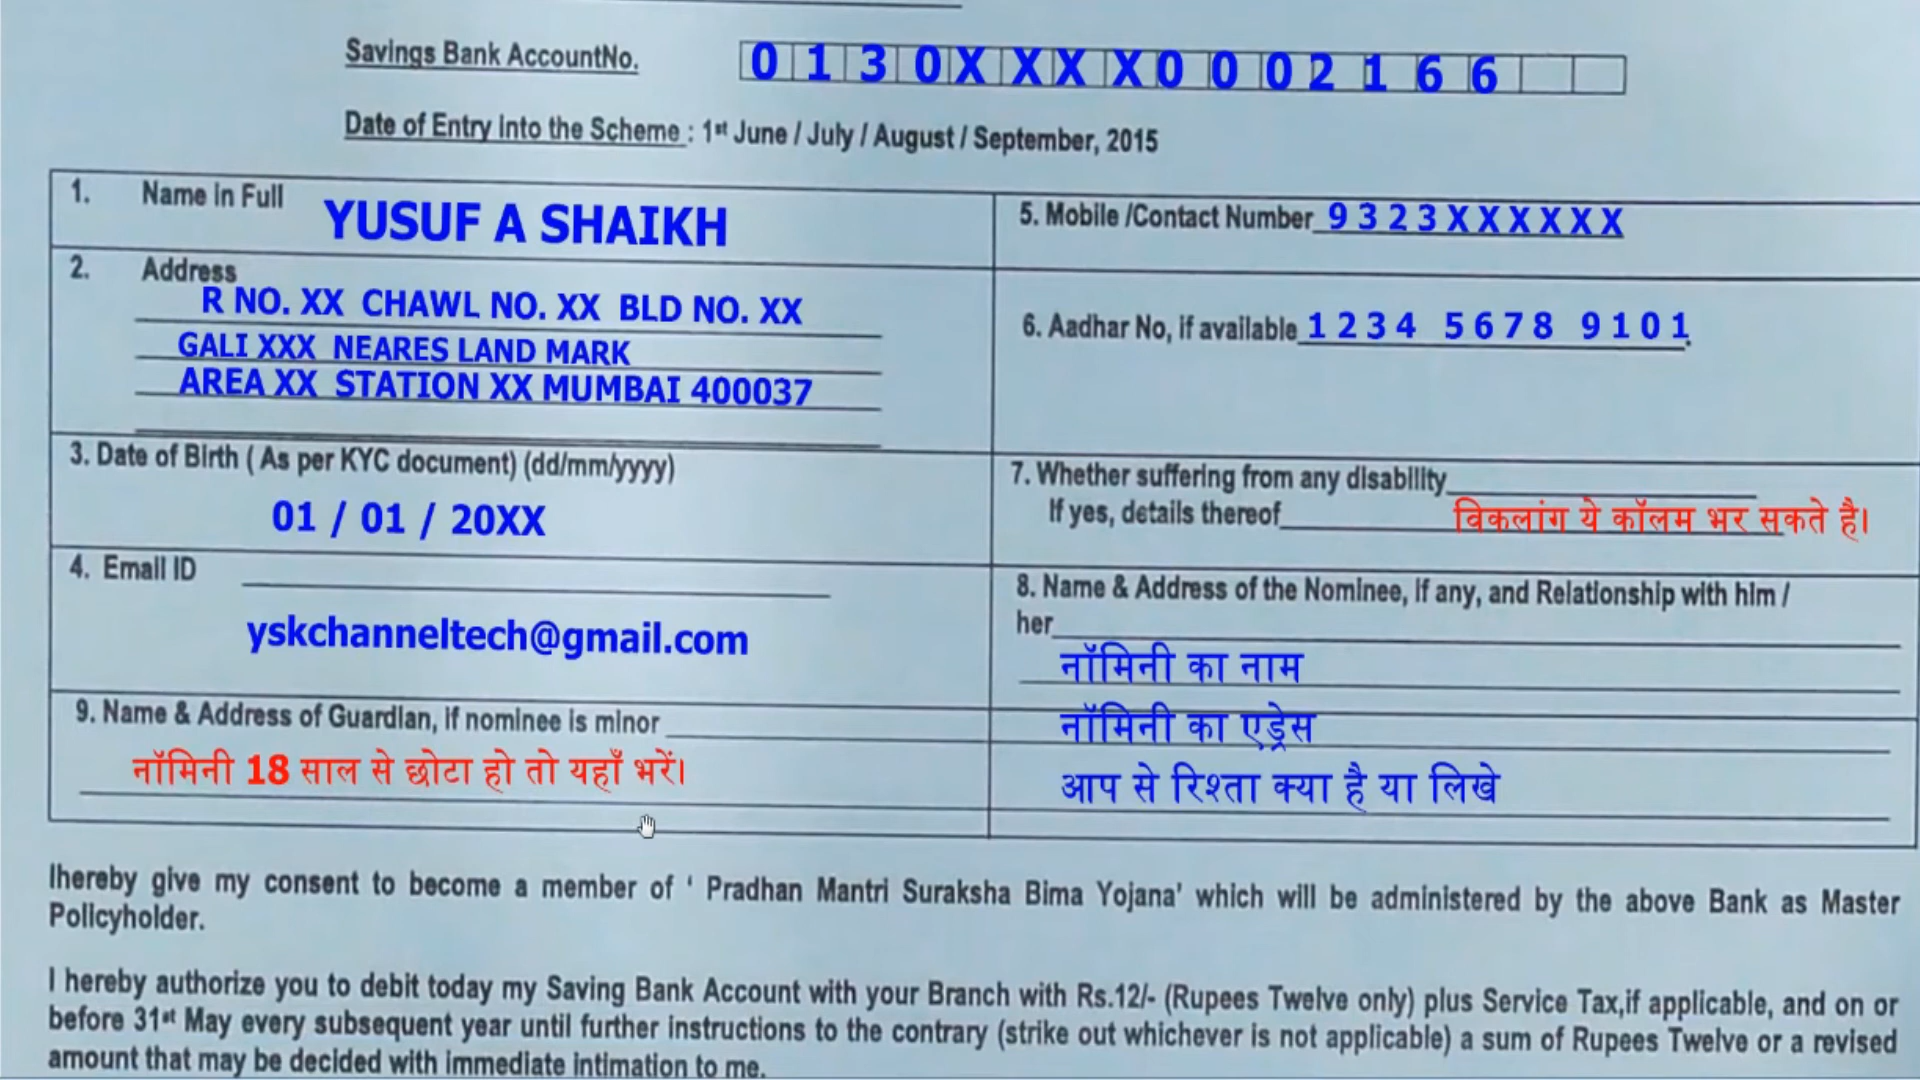 Savings Bank AccountNo. 0 1 3 0 X X X X 0 0 0 2 1 6 6
Date of Entry into the Scheme : 1st June / July / August / September, 2015
1. Name in Full YUSUF A SHAIKH
2. Address
R NO. XX CHAWL NO. XX BLD NO. XX
GALI XXX NEARES LAND MARK
AREA XX STATION XX MUMBAI 400037
3. Date of Birth ( As per KYC document) (dd/mm/yyyy)
01 / 01 / 20XX
4. Email ID
yskchanneltech@gmail.com
5. Mobile /Contact Number 9 3 2 3 X X X X X X
6. Aadhar No, if available 1 2 3 4 5 6 7 8 9 1 0 1
7. Whether suffering from any disability
If yes, details thereof विकलांग ये कॉलम भर सकते है।
8. Name & Address of the Nominee, if any, and Relationship with him /
her
नॉमिनी का नाम
नॉमिनी का एड्रेस
आप से रिश्ता क्या है या लिखे
9. Name & Address of Guardian, if nominee is minor
नॉमिनी 18 साल से छोटा हो तो यहाँ भरें।
Ihereby give my consent to become a member of ‘ Pradhan Mantri Suraksha Bima Yojana’ which will be administered by the above Bank as Master
Policyholder.
I hereby authorize you to debit today my Saving Bank Account with your Branch with Rs.12/- (Rupees Twelve only) plus Service Tax,if applicable, and on or
before 31st May every subsequent year until further instructions to the contrary (strike out whichever is not applicable) a sum of Rupees Twelve or a revised
amount that may be decided with immediate intimation to me.